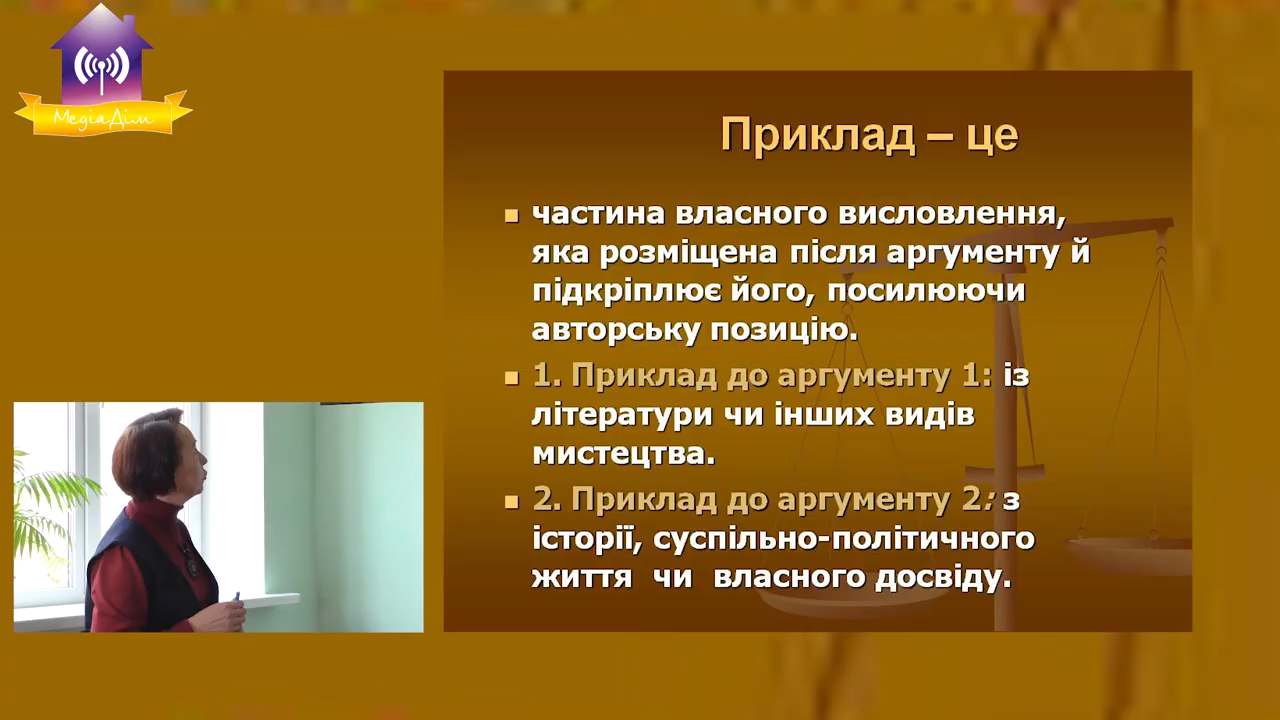 МедіаДім
Приклад – це
частина власного висловлення,
яка розміщена після аргументу й
підкріплює його, посилюючи
авторську позицію.
1. Приклад до аргументу 1: із
літератури чи інших видів
мистецтва.
2. Приклад до аргументу 2: з
історії, суспільно-політичного
життя чи власного досвіду.